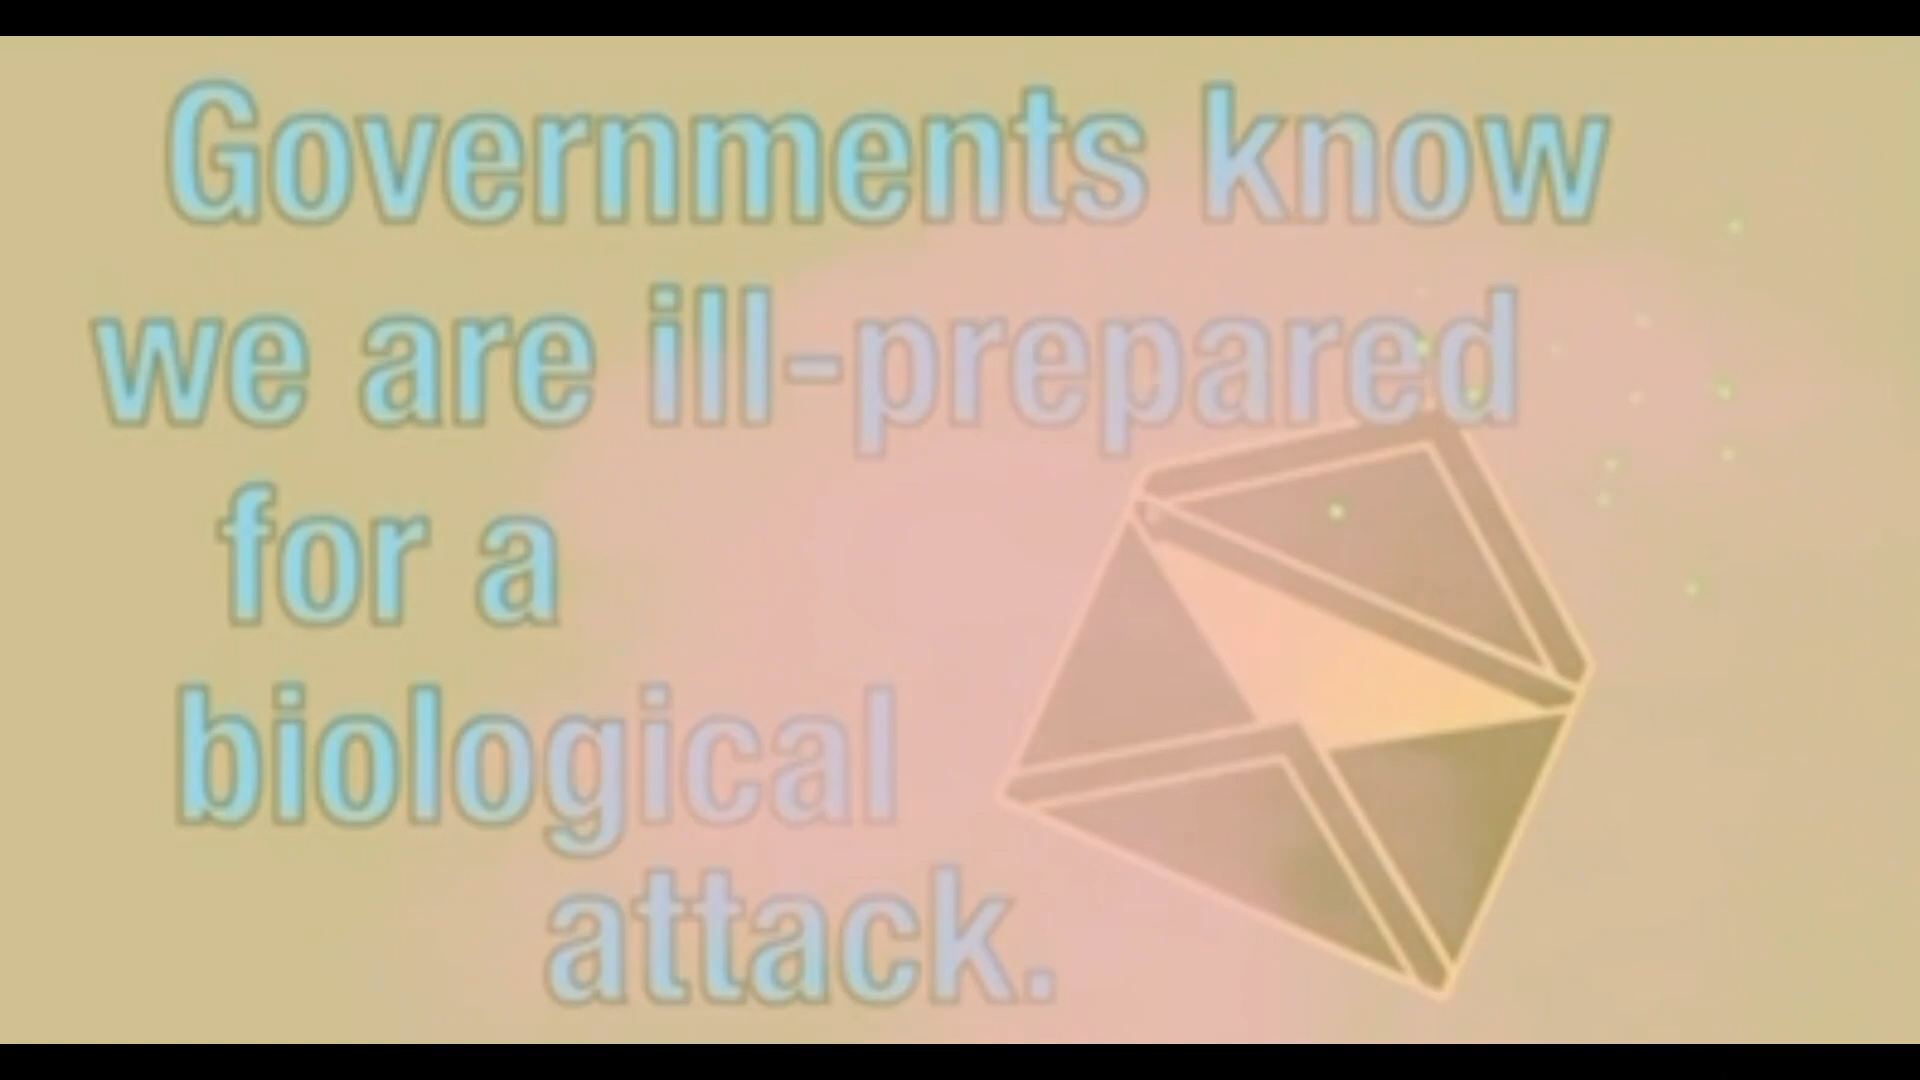 Governments know
we are ill-prepared
for a
biological
attack.